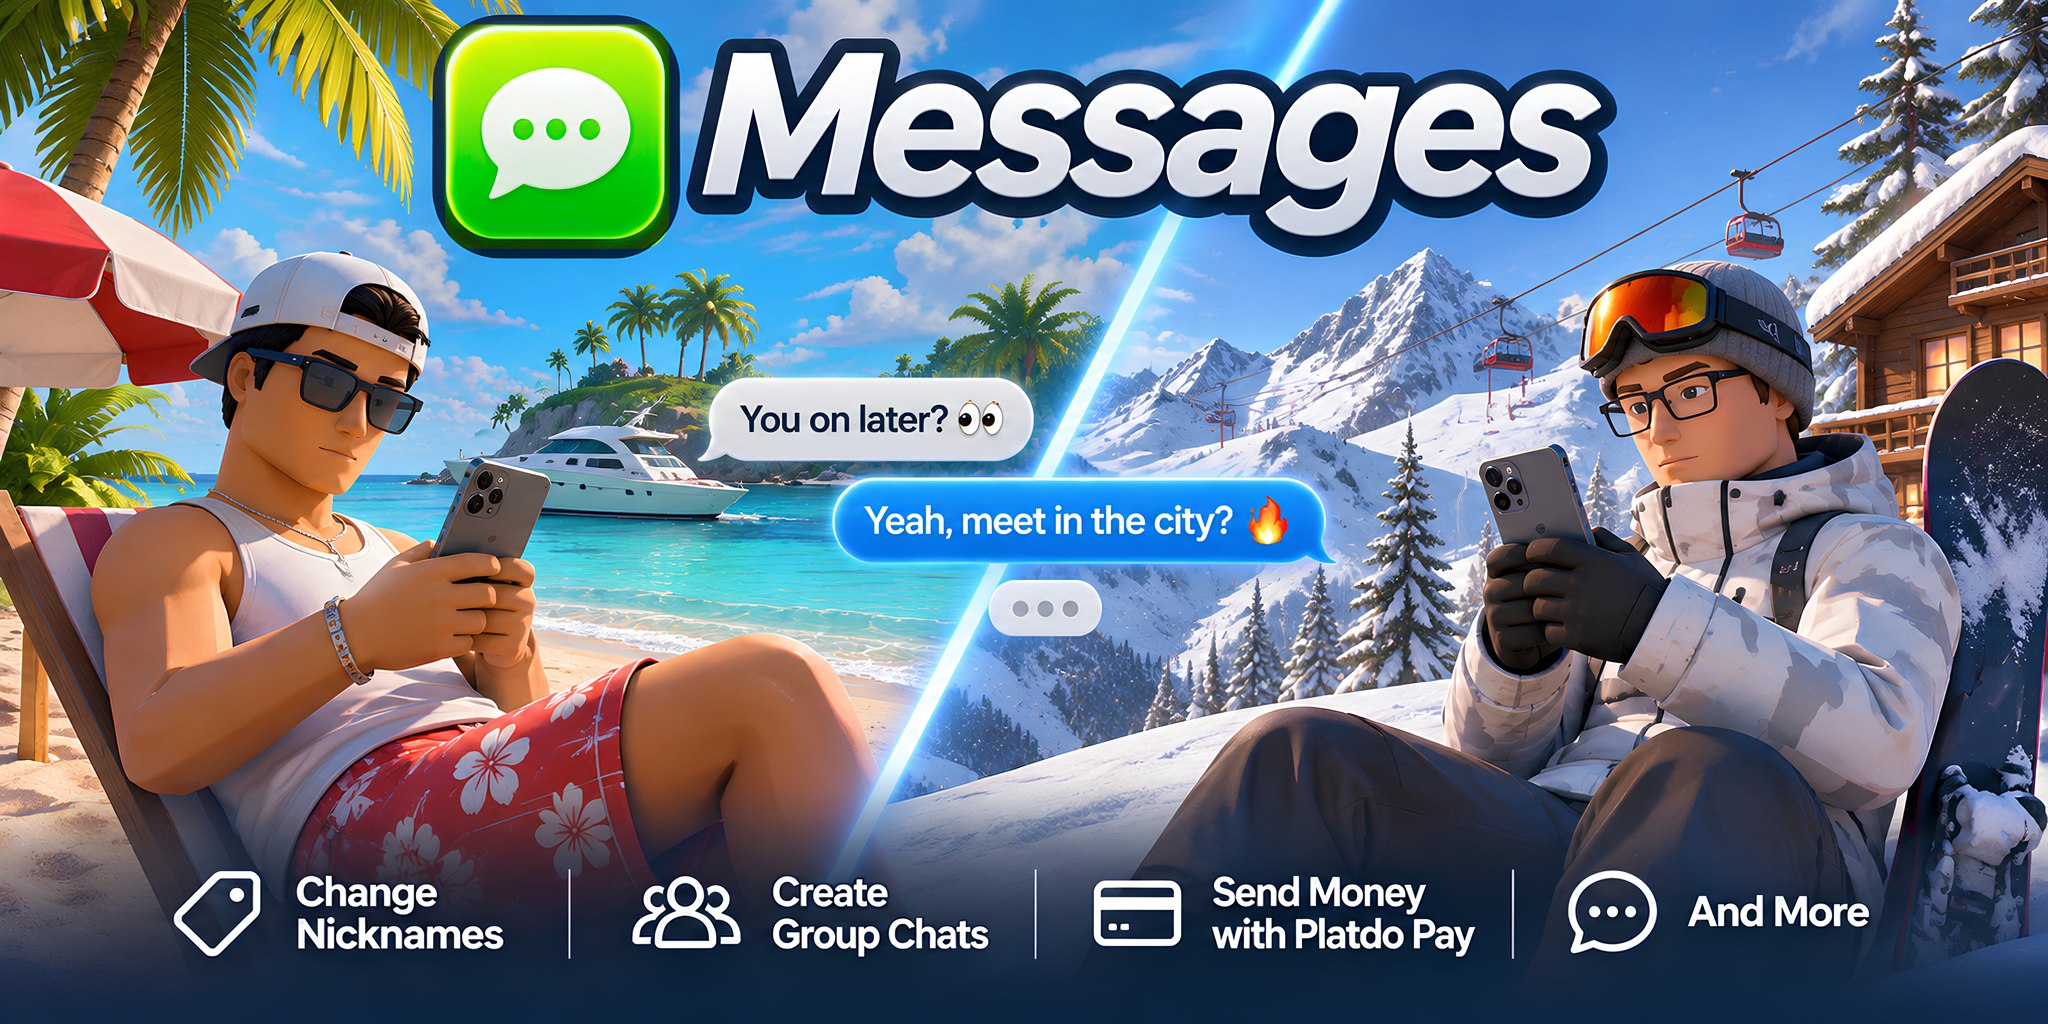 Messages
You on later? 👀
Yeah, meet in the city? 🔥
Change
Nicknames
Create
Group Chats
Send Money
with Platdo Pay
And More